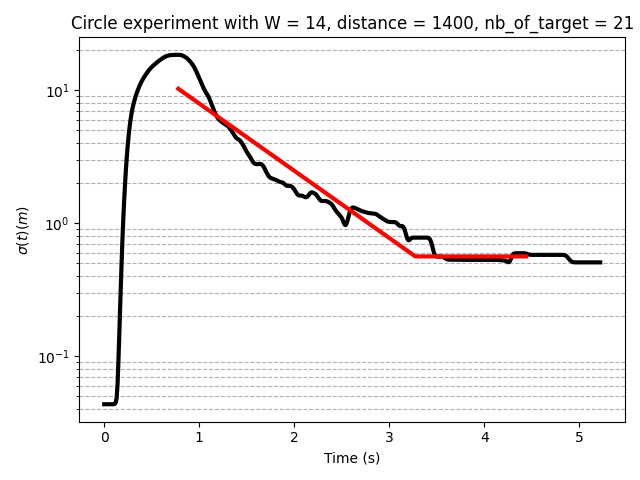 Circle experiment with W = 14, distance = 1400, nb_of_target = 21
10¹
10⁰
10⁻¹
σ(t)(m)
0 1 2 3 4 5
Time (s)